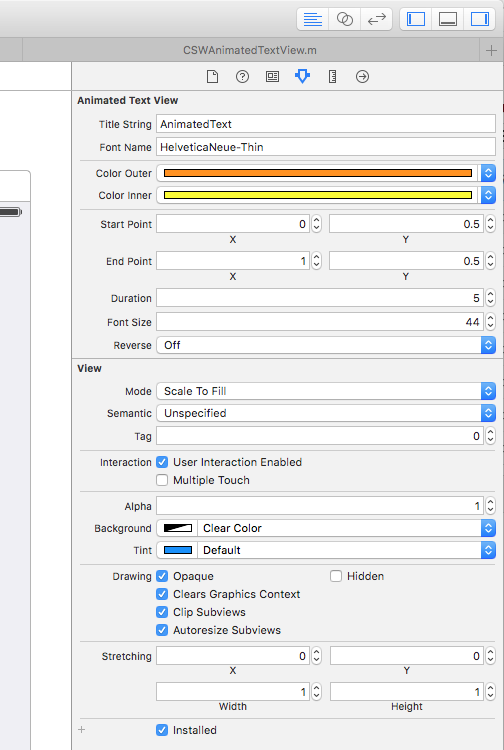 CSWAnimatedTextView.m
Animated Text View
Title String AnimatedText
Font Name HelveticaNeue-Thin
Color Outer
Color Inner
Start Point 0 0.5
X Y
End Point 1 0.5
X Y
Duration 5
Font Size 44
Reverse Off
View
Mode Scale To Fill
Semantic Unspecified
Tag 0
Interaction User Interaction Enabled
Multiple Touch
Alpha 1
Background Clear Color
Tint Default
Drawing Opaque Hidden
Clears Graphics Context
Clip Subviews
Autoresize Subviews
Stretching 0 0
X Y
1 1
Width Height
Installed